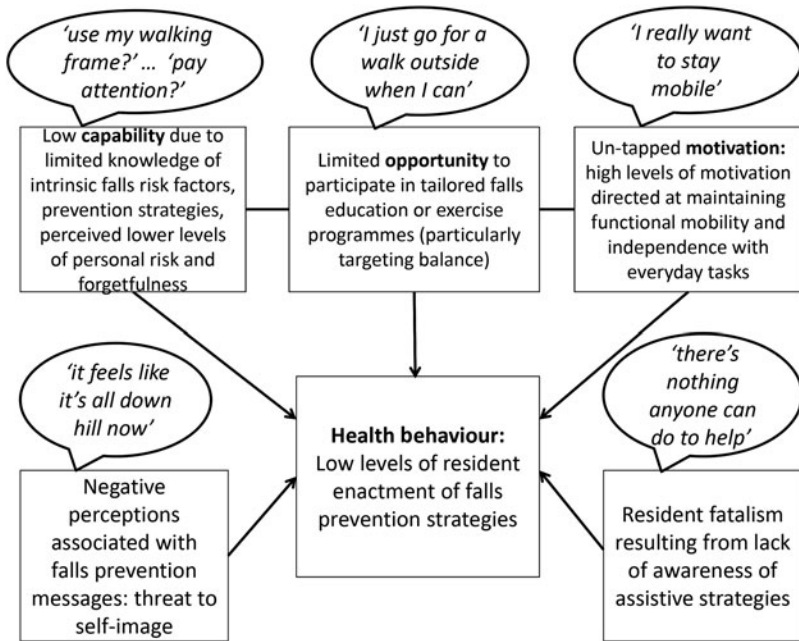 'use my walking
frame?' … 'pay
attention?'
'I just go for a
walk outside
when I can'
'I really want
to stay
mobile'
Low capability due to
limited knowledge of
intrinsic falls risk factors,
prevention strategies,
perceived lower levels
of personal risk and
forgetfulness
Limited opportunity to
participate in tailored falls
education or exercise
programmes (particularly
targeting balance)
Un-tapped motivation:
high levels of motivation
directed at maintaining
functional mobility and
independence with
everyday tasks
'it feels like
it's all down
hill now'
Negative
perceptions
associated with
falls prevention
messages: threat to
self-image
Health behaviour:
Low levels of resident
enactment of falls
prevention strategies
'there's
nothing
anyone can
do to help'
Resident fatalism
resulting from lack
of awareness of
assistive strategies